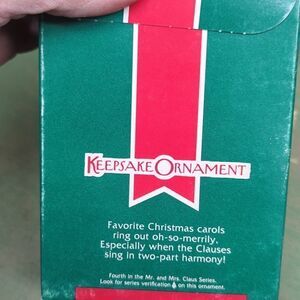 KEEPSAKE ORNAMENT
Favorite Christmas carols
ring out oh-so-merrily.
Especially when the Clauses
sing in two-part harmony!
Fourth in the Mr. and Mrs. Claus Series.
Look for series verification on this ornament.